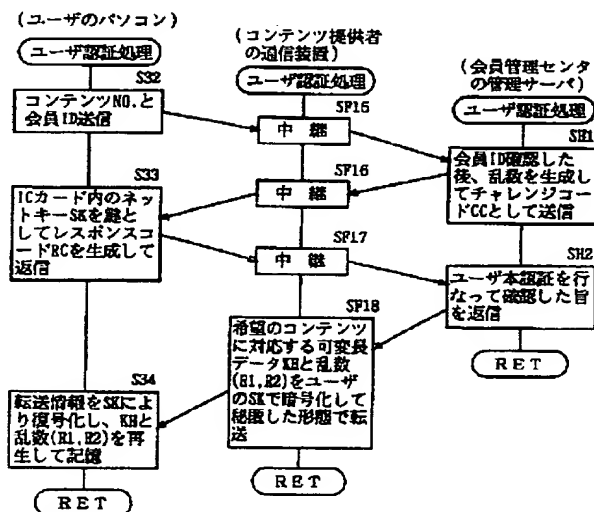 (ユーザのパソコン)
ユーザ認証処理
S32
コンテンツNO.と
会員ID送信
S33
ICカード内のネッ
トキーSKを鍵と
してレスポンスコ
ードRCを生成して
返信
S34
転送情報をSKによ
り復号化し、KHと
乱数(R1,R2)を再
生して記憶
RET
(コンテンツ提供者
の通信装置)
ユーザ認証処理
SF15
中継
SF16
中継
SF17
中継
SF18
希望のコンテンツ
に対応する可変長
データKHと乱数
(R1,R2)をユーザ
のSKで暗号化して
秘匿した形態で転
送
RET
(会員管理センタ
の管理サーバ)
ユーザ認証処理
SH1
会員ID確認した
後、乱数を生成し
てチャレンジコー
ドCCとして送信
SH2
ユーザ本認証を行
なって確認した旨
を返信
RET